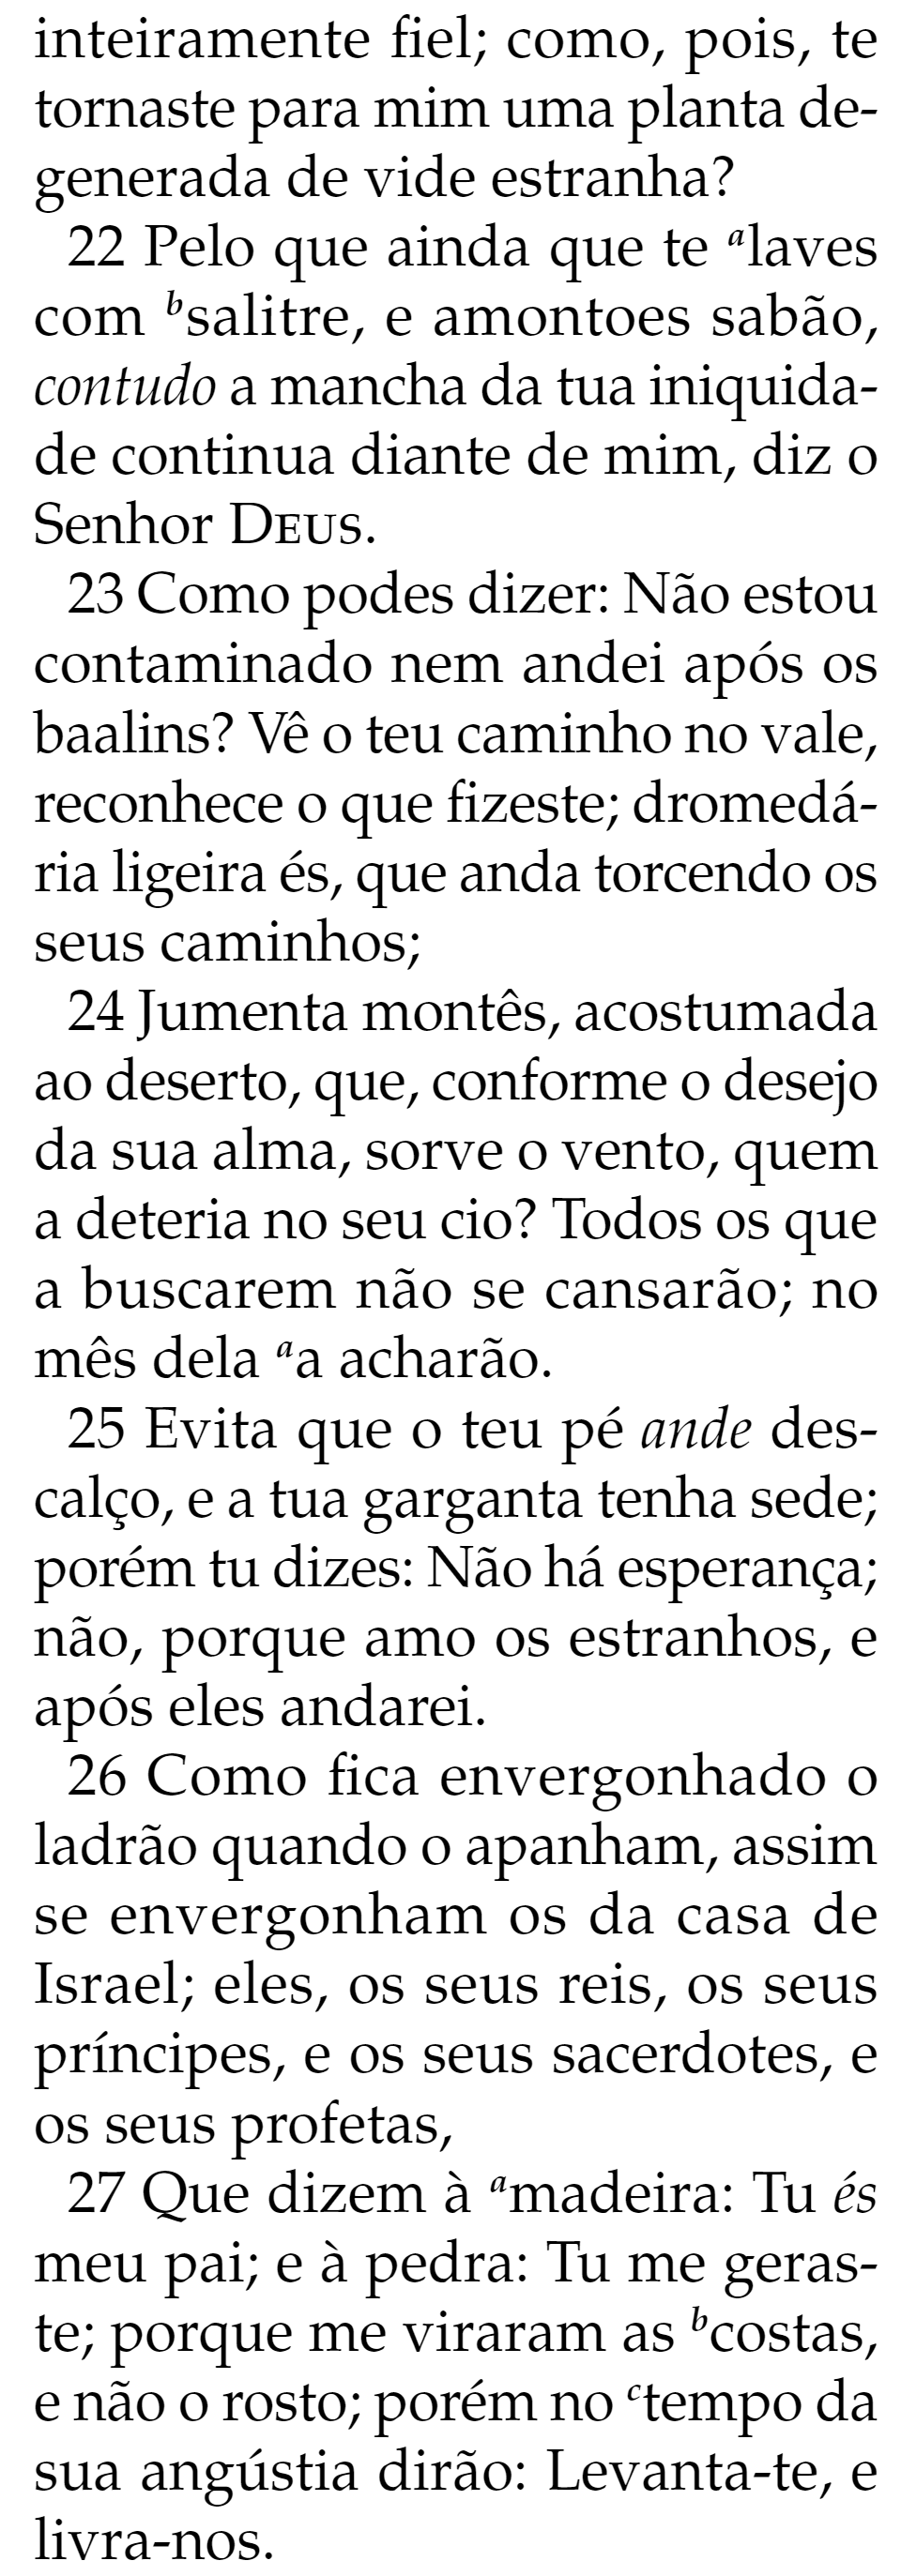 inteiramente fiel; como, pois, te
tornaste para mim uma planta de-
generada de vide estranha?
22 Pelo que ainda que te ᵃlaves
com ᵇsalitre, e amontoes sabão,
contudo a mancha da tua iniquida-
de continua diante de mim, diz o
Senhor DEUS.
23 Como podes dizer: Não estou
contaminado nem andei após os
baalins? Vê o teu caminho no vale,
reconhece o que fizeste; dromedá-
ria ligeira és, que anda torcendo os
seus caminhos;
24 Jumenta montês, acostumada
ao deserto, que, conforme o desejo
da sua alma, sorve o vento, quem
a deteria no seu cio? Todos os que
a buscarem não se cansarão; no
mês dela ᵃa acharão.
25 Evita que o teu pé ande des-
calço, e a tua garganta tenha sede;
porém tu dizes: Não há esperança;
não, porque amo os estranhos, e
após eles andarei.
26 Como fica envergonhado o
ladrão quando o apanham, assim
se envergonham os da casa de
Israel; eles, os seus reis, os seus
príncipes, e os seus sacerdotes, e
os seus profetas,
27 Que dizem à ᵃmadeira: Tu és
meu pai; e à pedra: Tu me geras-
te; porque me viraram as ᵇcostas,
e não o rosto; porém no ᶜtempo da
sua angústia dirão: Levanta-te, e
livra-nos.